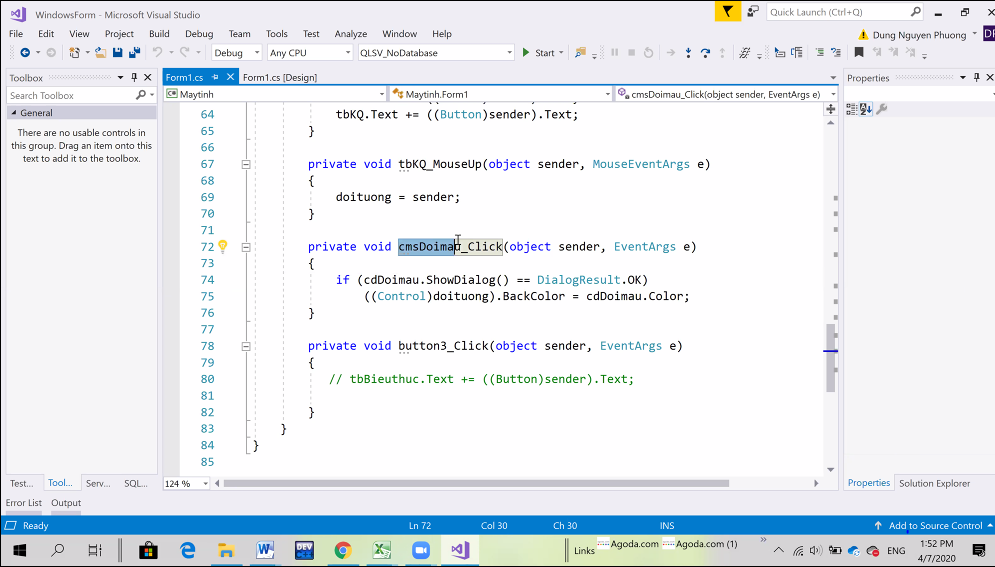 WindowsForm - Microsoft Visual Studio
Quick Launch (Ctrl+Q)
File Edit View Project Build Debug Team Tools Test Analyze Window Help
Dung Nguyen Phuong
Debug Any CPU QLSV_NoDatabase Start
Toolbox
Form1.cs Form1.cs [Design]
Properties
Search Toolbox
Maytinh Maytinh.Form1 cmsDoimau_Click(object sender, EventArgs e)
General
There are no usable controls in
this group. Drag an item onto this
text to add it to the toolbox.
64 tbKQ.Text += ((Button)sender).Text;
65 }
66
67 private void tbKQ_MouseUp(object sender, MouseEventArgs e)
68 {
69 doituong = sender;
70 }
71
72 private void cmsDoimau_Click(object sender, EventArgs e)
73 {
74 if (cdDoimau.ShowDialog() == DialogResult.OK)
75 ((Control)doituong).BackColor = cdDoimau.Color;
76 }
77
78 private void button3_Click(object sender, EventArgs e)
79 {
80 // tbBieuthuc.Text += ((Button)sender).Text;
81
82 }
83 }
84 }
85
124 %
Test... Tool... Serv... SQL...
Properties Solution Explorer
Error List Output
Ready Ln 72 Col 30 Ch 30 INS Add to Source Control
Links Agoda.com Agoda.com (1) ENG
1:52 PM
4/7/2020